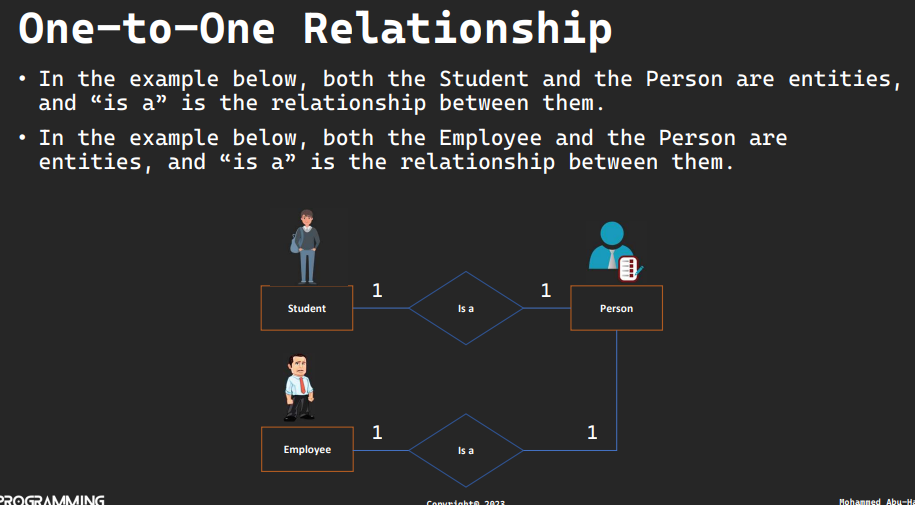 One-to-One Relationship
• In the example below, both the Student and the Person are entities,
and “is a” is the relationship between them.
• In the example below, both the Employee and the Person are
entities, and “is a” is the relationship between them.
1
1
Student
Is a
Person
1
1
Employee
Is a
PROGRAMMING
Copyright© 2023
Mohammed Abu-Ha